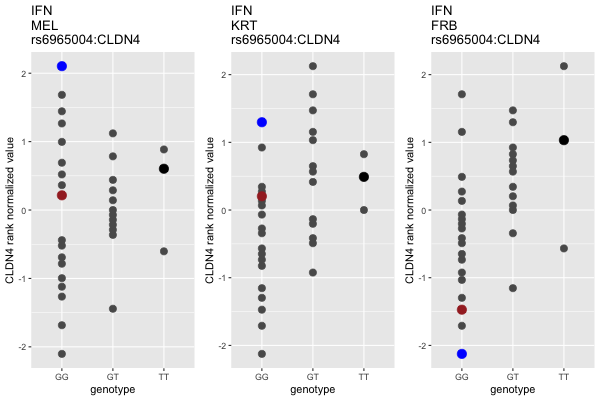 IFN
MEL
rs6965004:CLDN4
CLDN4 rank normalized value
2
1
0
-1
-2
GG
GT
TT
genotype
IFN
KRT
rs6965004:CLDN4
CLDN4 rank normalized value
2
1
0
-1
-2
GG
GT
TT
genotype
IFN
FRB
rs6965004:CLDN4
CLDN4 rank normalized value
2
1
0
-1
-2
GG
GT
TT
genotype